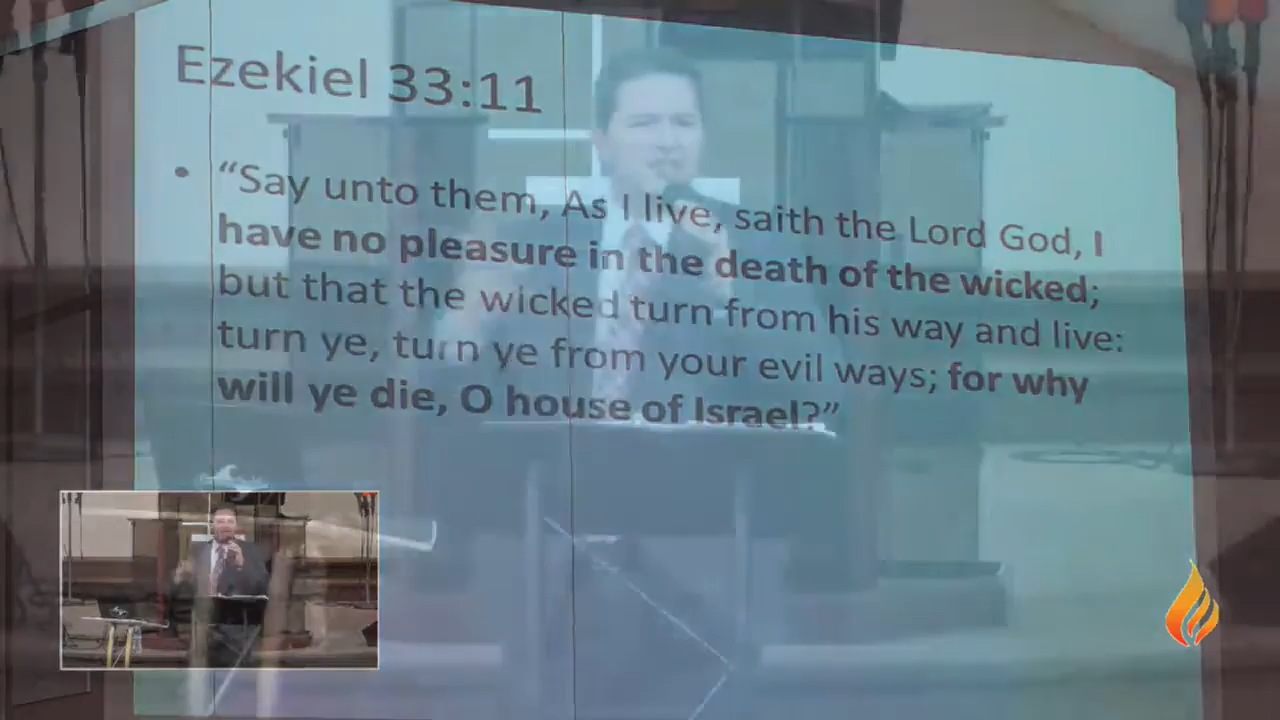 Ezekiel 33:11
• “Say unto them, As I live, saith the Lord God, I
have no pleasure in the death of the wicked;
but that the wicked turn from his way and live:
turn ye, turn ye from your evil ways; for why
will ye die, O house of Israel?”